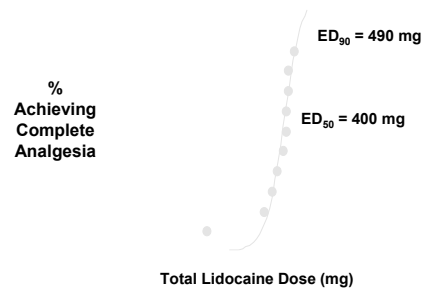 ED₉₀ = 490 mg
%
Achieving
Complete
Analgesia
ED₅₀ = 400 mg
Total Lidocaine Dose (mg)